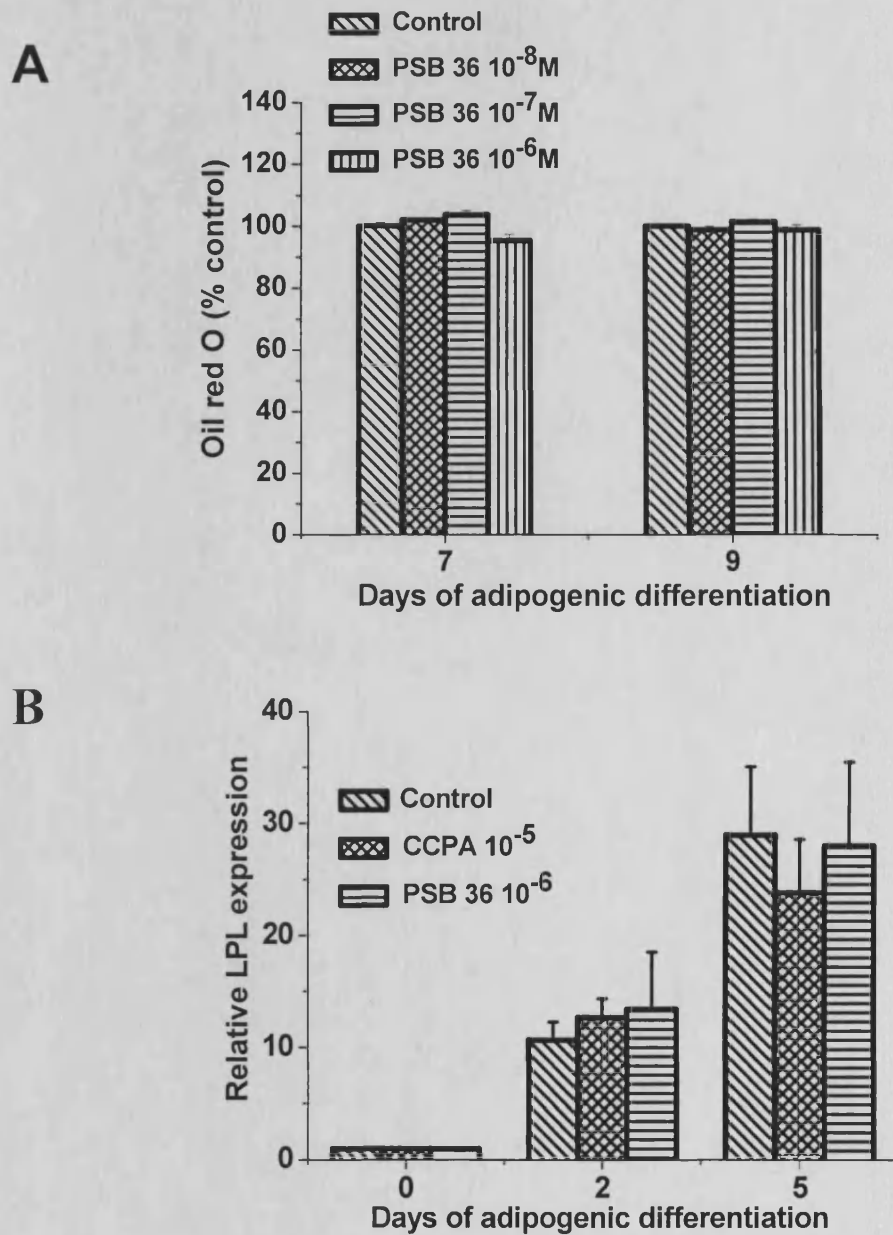 A
Control
PSB 36 10⁻⁸M
PSB 36 10⁻⁷M
PSB 36 10⁻⁶M
140
120
100
80
60
40
20
0
Oil red O (% control)
7
9
Days of adipogenic differentiation
B
40
30
20
10
0
Relative LPL expression
Control
CCPA 10⁻⁵
PSB 36 10⁻⁶
0
2
5
Days of adipogenic differentiation